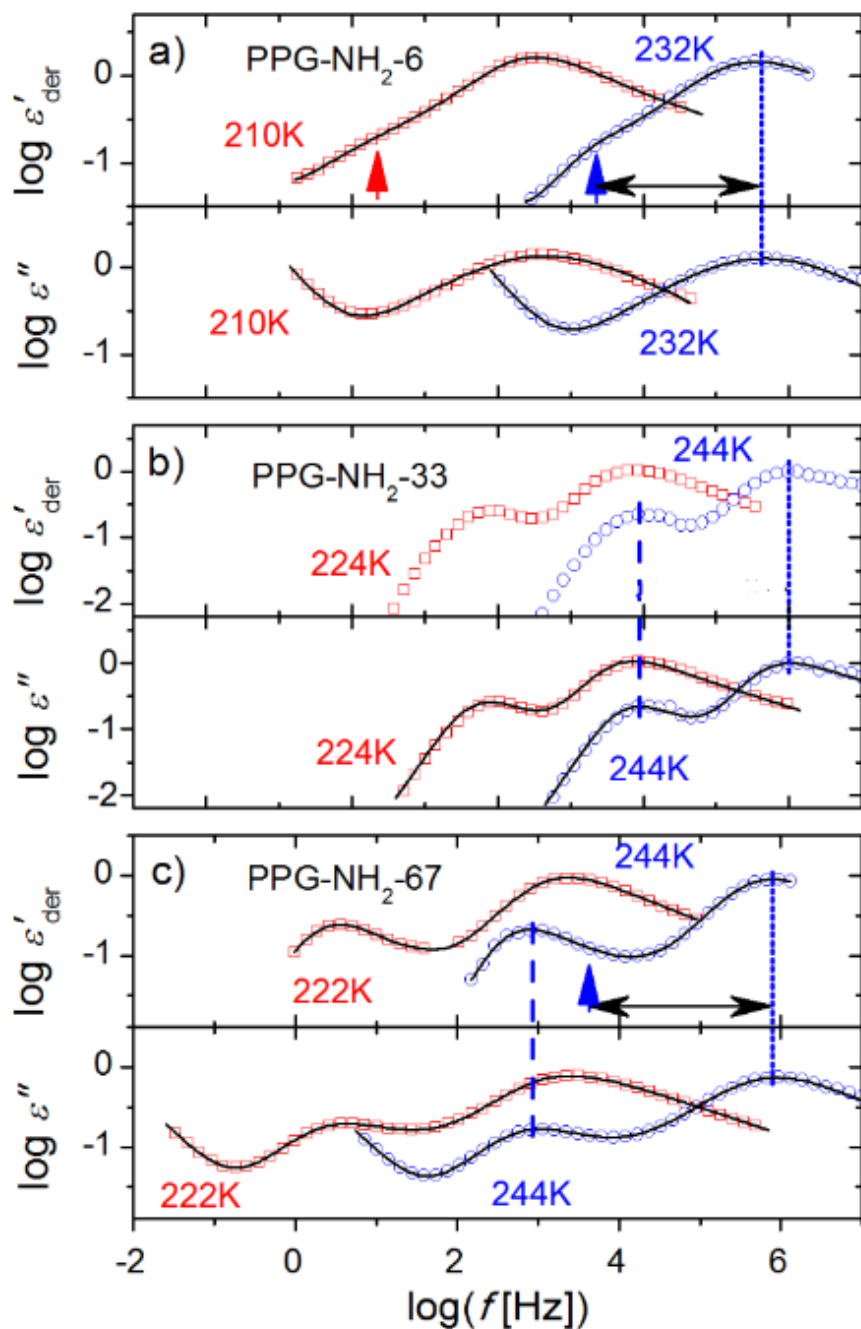 a) PPG-NH₂-6
232K
210K
log ε′der
0
-1
log ε″
0
-1
210K
232K
b) PPG-NH₂-33
244K
224K
log ε′der
0
-1
-2
log ε″
0
-1
-2
224K
244K
c) PPG-NH₂-67
244K
222K
log ε′der
0
-1
log ε″
0
-1
222K
244K
-2 0 2 4 6
log(f [Hz])